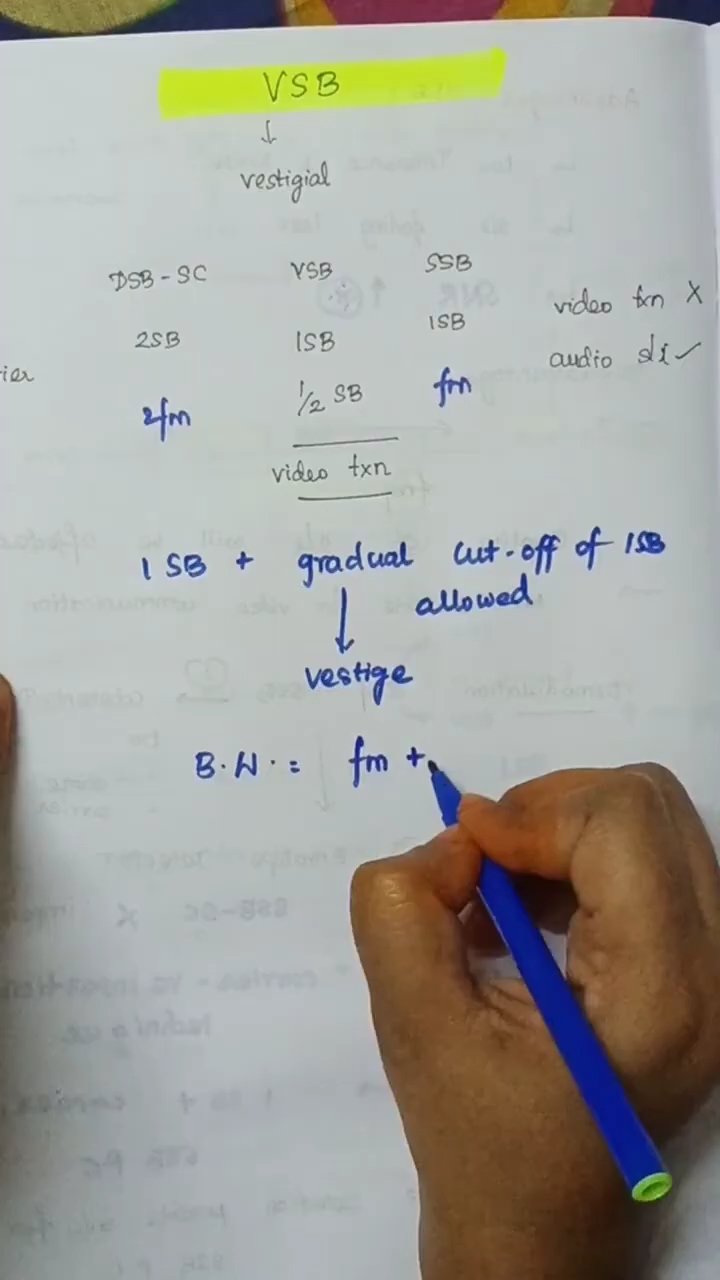 VSB
↓
vestigial
DSB-SC VSB SSB
2SB 1SB 1SB video txn X
ier 1/2 SB audio ✓
2fm fm
video txn
1 SB + gradual cut-off of 1SB
allowed
↓
vestige
B.W. = fm +